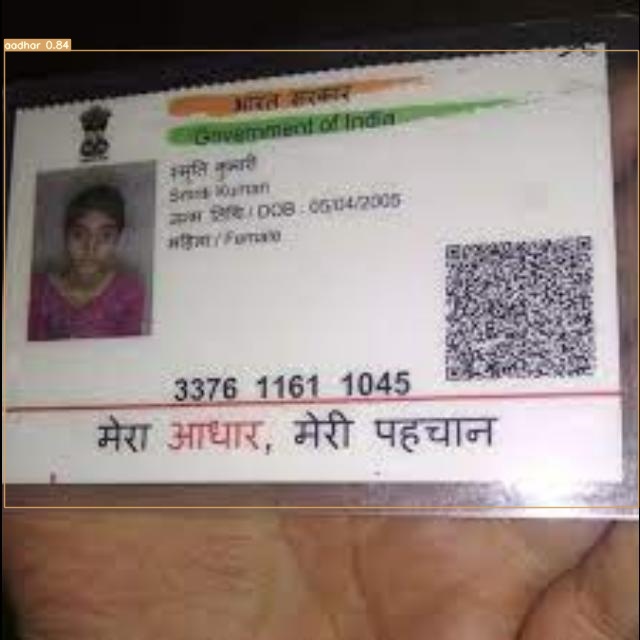 aadhar 0.84
भारत सरकार
Government of India
स्मृति कुमारी
Kumari
जन्म तिथि / DOB : 05/04/2005
महिला / Female
3376 1161 1045
मेरा आधार, मेरी पहचान